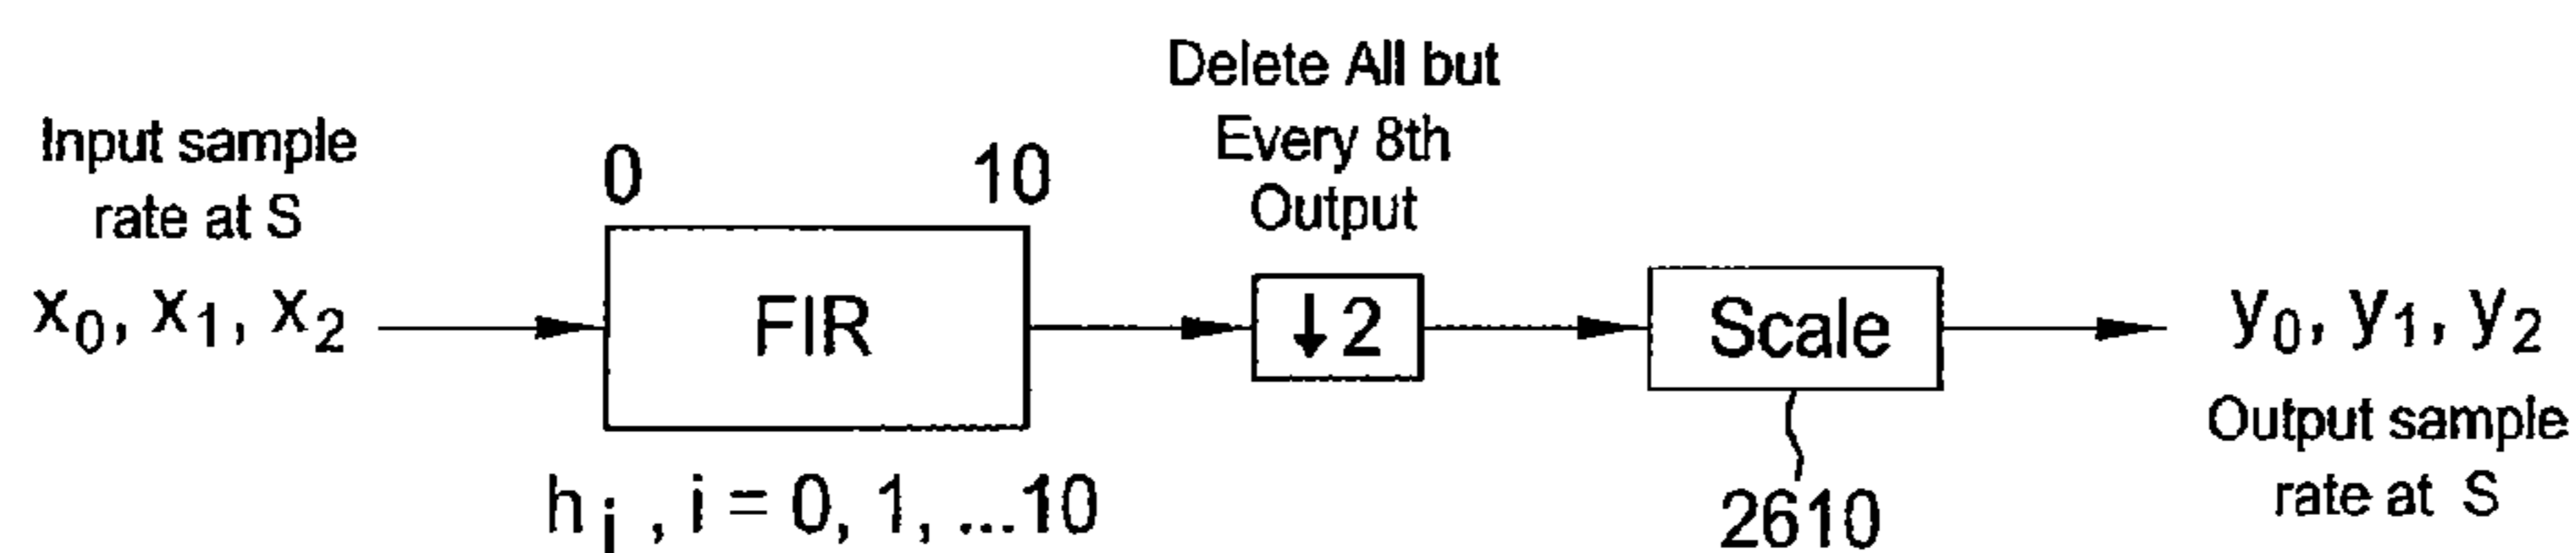 Input sample
rate at S
x0, x1, x2
0
10
FIR
hi , i = 0, 1, ...10
Delete All but
Every 8th
Output
↓2
Scale
2610
y0, y1, y2
Output sample
rate at S